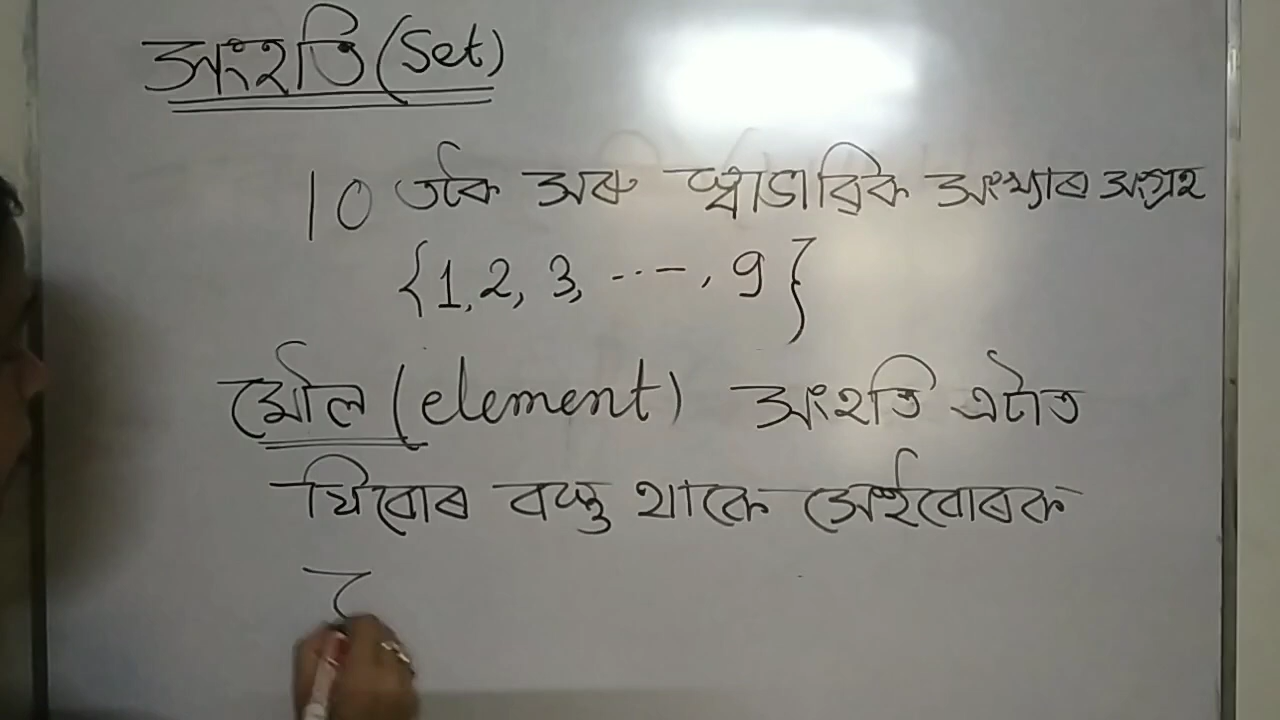 সংহতি (Set)
10 তকৈ সৰু স্বাভাৱিক সংখ্যাৰ সংগ্ৰহ
{1, 2, 3, ----, 9}
মৌল (element) সংহতি এটাত
যিবোৰ বস্তু থাকে সেইবোৰক